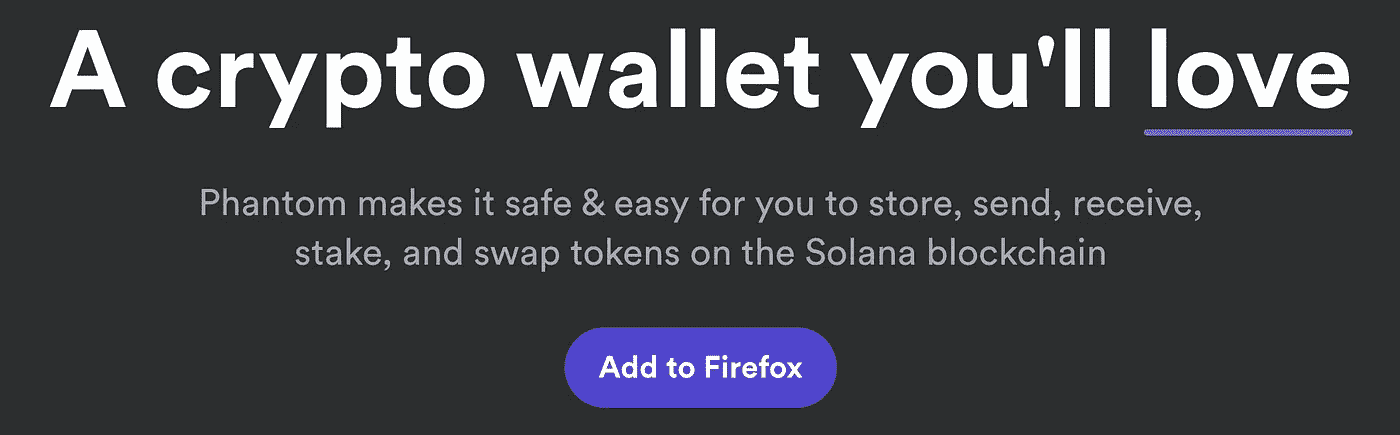 A crypto wallet you'll love
Phantom makes it safe & easy for you to store, send, receive,
stake, and swap tokens on the Solana blockchain
Add to Firefox